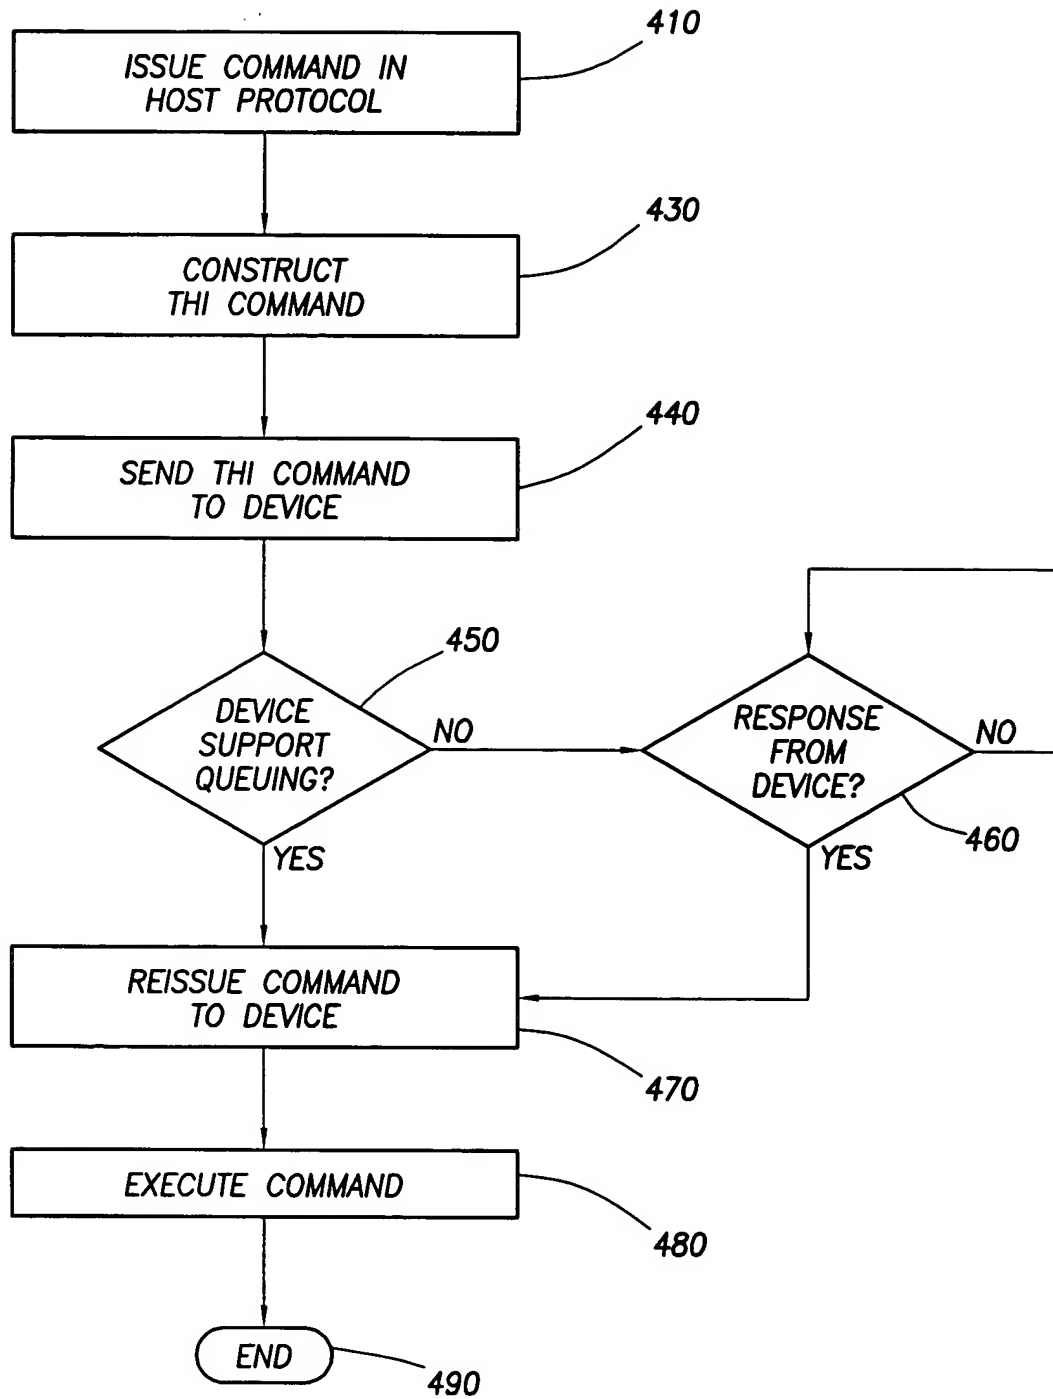 410
ISSUE COMMAND IN
HOST PROTOCOL
430
CONSTRUCT
THI COMMAND
440
SEND THI COMMAND
TO DEVICE
450
DEVICE
SUPPORT
QUEUING?
NO
YES
RESPONSE
FROM
DEVICE?
NO
460
YES
REISSUE COMMAND
TO DEVICE
470
EXECUTE COMMAND
480
END
490